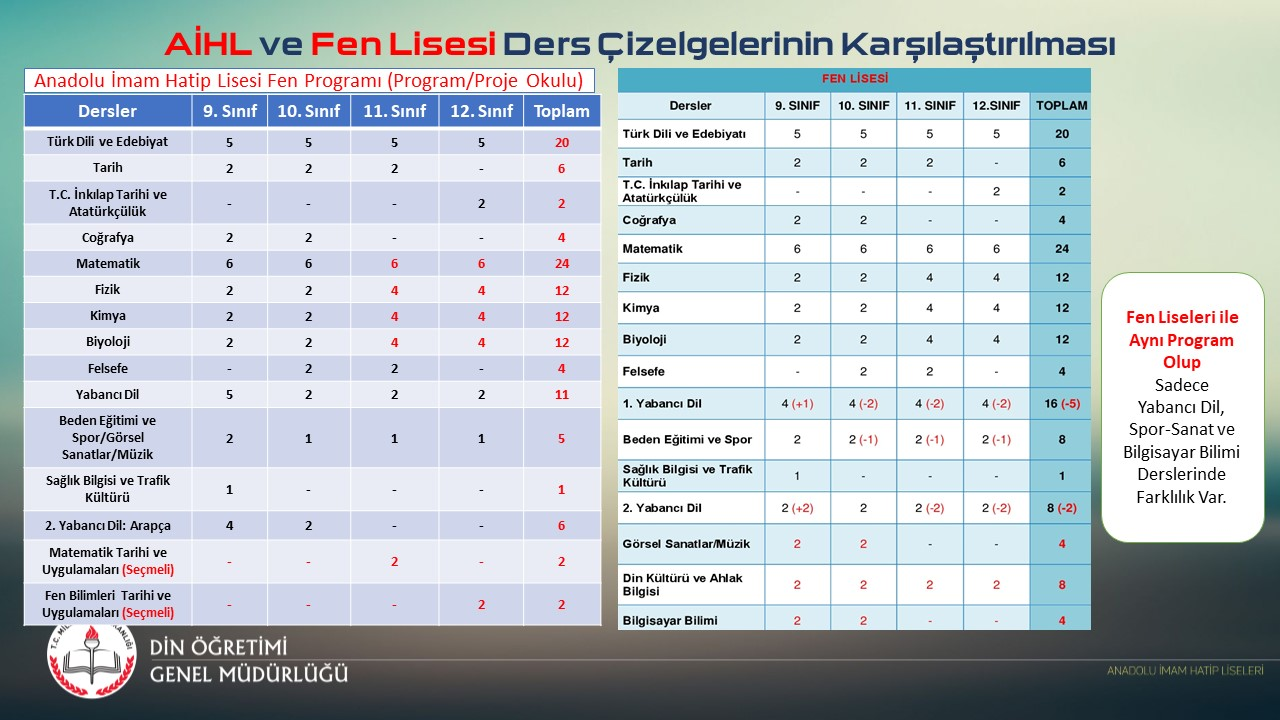 AİHL ve Fen Lisesi Ders Çizelgelerinin Karşılaştırılması
Anadolu İmam Hatip Lisesi Fen Programı (Program/Proje Okulu)
Dersler 9. Sınıf 10. Sınıf 11. Sınıf 12. Sınıf Toplam
Türk Dili ve Edebiyat 5 5 5 5 20
Tarih 2 2 2 - 6
T.C. İnkılap Tarihi ve
Atatürkçülük - - - 2 2
Coğrafya 2 2 - - 4
Matematik 6 6 6 6 24
Fizik 2 2 4 4 12
Kimya 2 2 4 4 12
Biyoloji 2 2 4 4 12
Felsefe - 2 2 - 4
Yabancı Dil 5 2 2 2 11
Beden Eğitimi ve
Spor/Görsel
Sanatlar/Müzik 2 1 1 1 5
Sağlık Bilgisi ve Trafik
Kültürü 1 - - - 1
2. Yabancı Dil: Arapça 4 2 - - 6
Matematik Tarihi ve
Uygulamaları (Seçmeli) - - 2 - 2
Fen Bilimleri Tarihi ve
Uygulamaları (Seçmeli) - - - 2 2
FEN LİSESİ
Dersler 9. SINIF 10. SINIF 11. SINIF 12.SINIF TOPLAM
Türk Dili ve Edebiyatı 5 5 5 5 20
Tarih 2 2 2 - 6
T.C. İnkılap Tarihi ve
Atatürkçülük - - - 2 2
Coğrafya 2 2 - - 4
Matematik 6 6 6 6 24
Fizik 2 2 4 4 12
Kimya 2 2 4 4 12
Biyoloji 2 2 4 4 12
Felsefe - 2 2 - 4
1. Yabancı Dil 4 (+1) 4 (-2) 4 (-2) 4 (-2) 16 (-5)
Beden Eğitimi ve Spor 2 2 (-1) 2 (-1) 2 (-1) 8
Sağlık Bilgisi ve Trafik
Kültürü 1 - - - 1
2. Yabancı Dil 2 (+2) 2 2 (-2) 2 (-2) 8 (-2)
Görsel Sanatlar/Müzik 2 2 - - 4
Din Kültürü ve Ahlak
Bilgisi 2 2 2 2 8
Bilgisayar Bilimi 2 2 - - 4
Fen Liseleri ile
Aynı Program
Olup
Sadece
Yabancı Dil,
Spor-Sanat ve
Bilgisayar Bilimi
Derslerinde
Farklılık Var.
DİN ÖĞRETİMİ
GENEL MÜDÜRLÜĞÜ
ANADOLU İMAM HATİP LİSELERİ